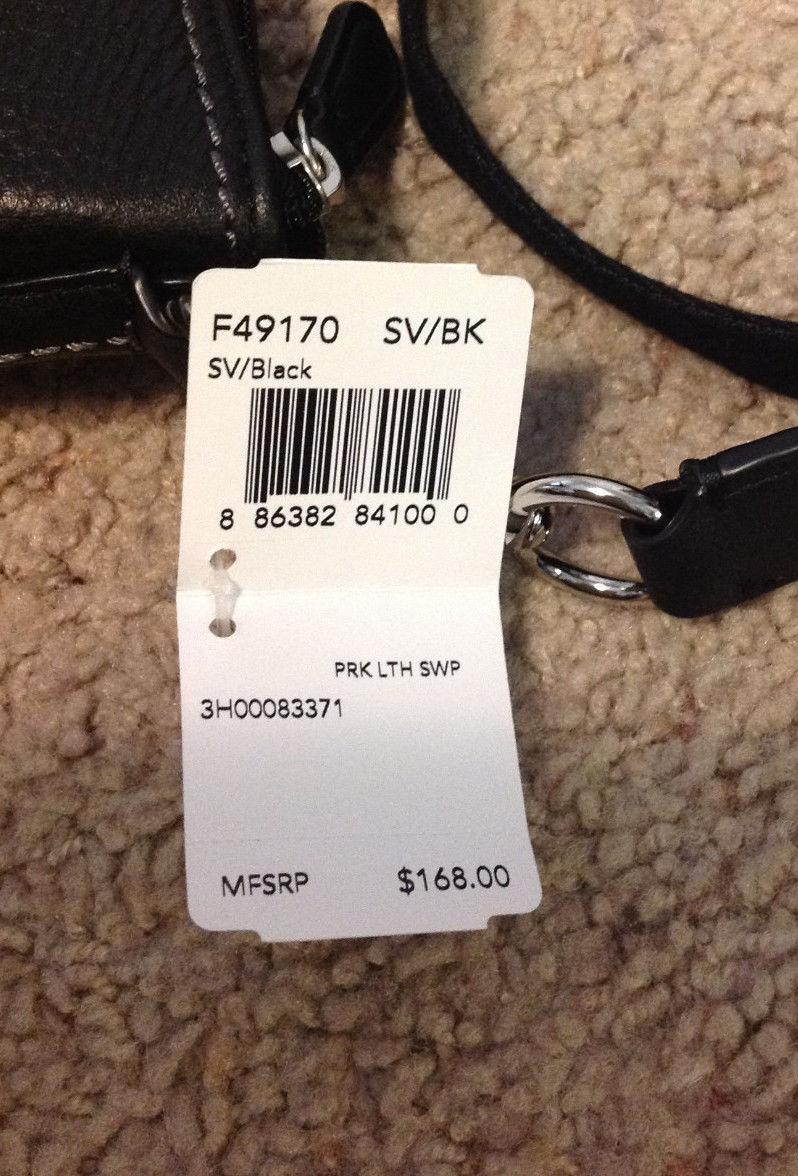 F49170 SV/BK
SV/Black
8 86382 84100 0
PRK LTH SWP
3H00083371
MFSRP $168.00